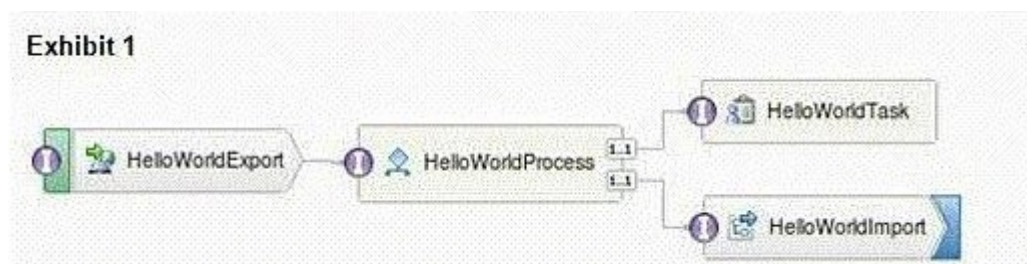 Exhibit 1
HelloWorldTask
HelloWorldExport
HelloWorldProcess
1..1
1..1
HelloWorldImport